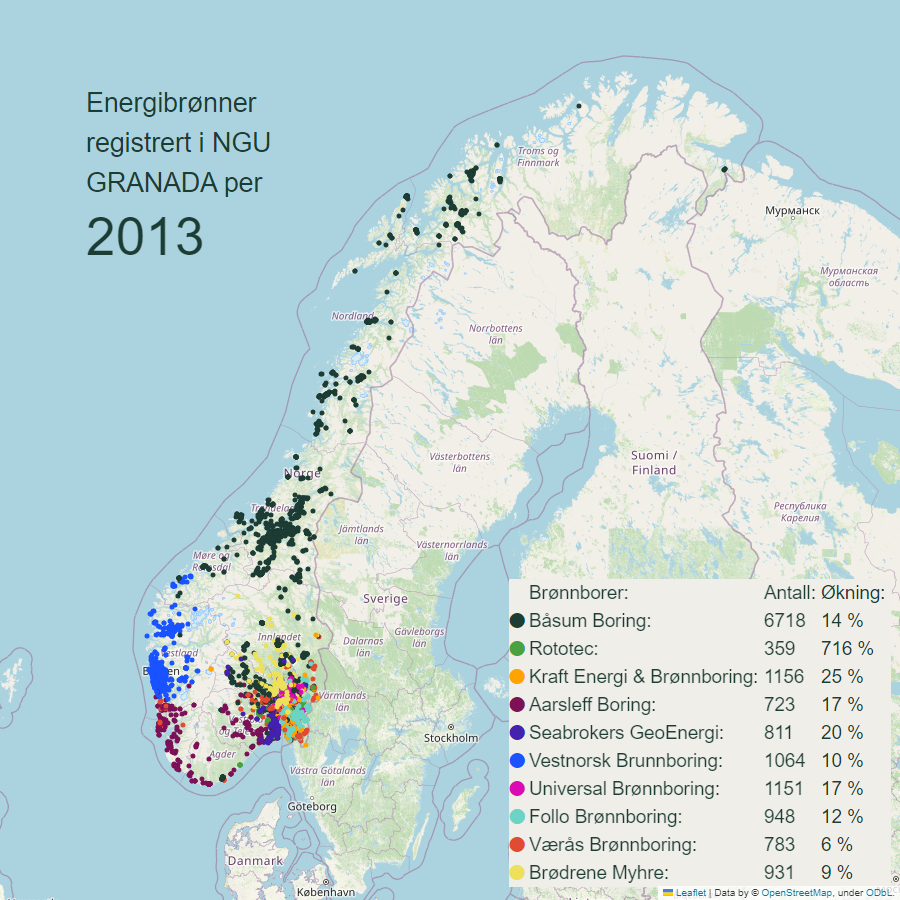 Energibrønner
registrert i NGU
GRANADA per
2013
Troms og
Finnmark
Мурманск
Мурманская
область
Nordland
Norrbottens
län
Västerbottens
län
Suomi /
Finland
Norge
Республика
Карелия
Jämtlands
län
Västernorrlands
län
Møre og
Romsdal
Sverige
Innlandet
Dalarnas
län
Gävleborgs
län
Värmlands
län
Agder
Stockholm
Västra Götalands
län
Göteborg
Danmark
København
Brønnborer: Antall: Økning:
Båsum Boring: 6718 14 %
Rototec: 359 716 %
Kraft Energi & Brønnboring: 1156 25 %
Aarsleff Boring: 723 17 %
Seabrokers GeoEnergi: 811 20 %
Vestnorsk Brunnboring: 1064 10 %
Universal Brønnboring: 1151 17 %
Follo Brønnboring: 948 12 %
Værås Brønnboring: 783 6 %
Brødrene Myhre: 931 9 %
Leaflet | Data by © OpenStreetMap, under ODbL.